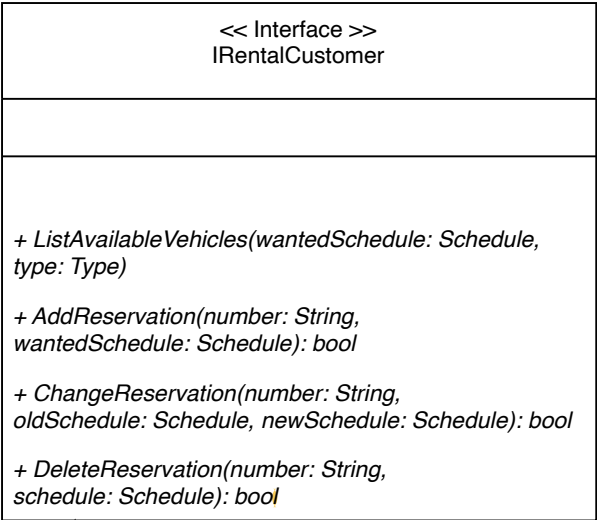 << Interface >>
IRentalCustomer
+ ListAvailableVehicles(wantedSchedule: Schedule,
type: Type)
+ AddReservation(number: String,
wantedSchedule: Schedule): bool
+ ChangeReservation(number: String,
oldSchedule: Schedule, newSchedule: Schedule): bool
+ DeleteReservation(number: String,
schedule: Schedule): bool